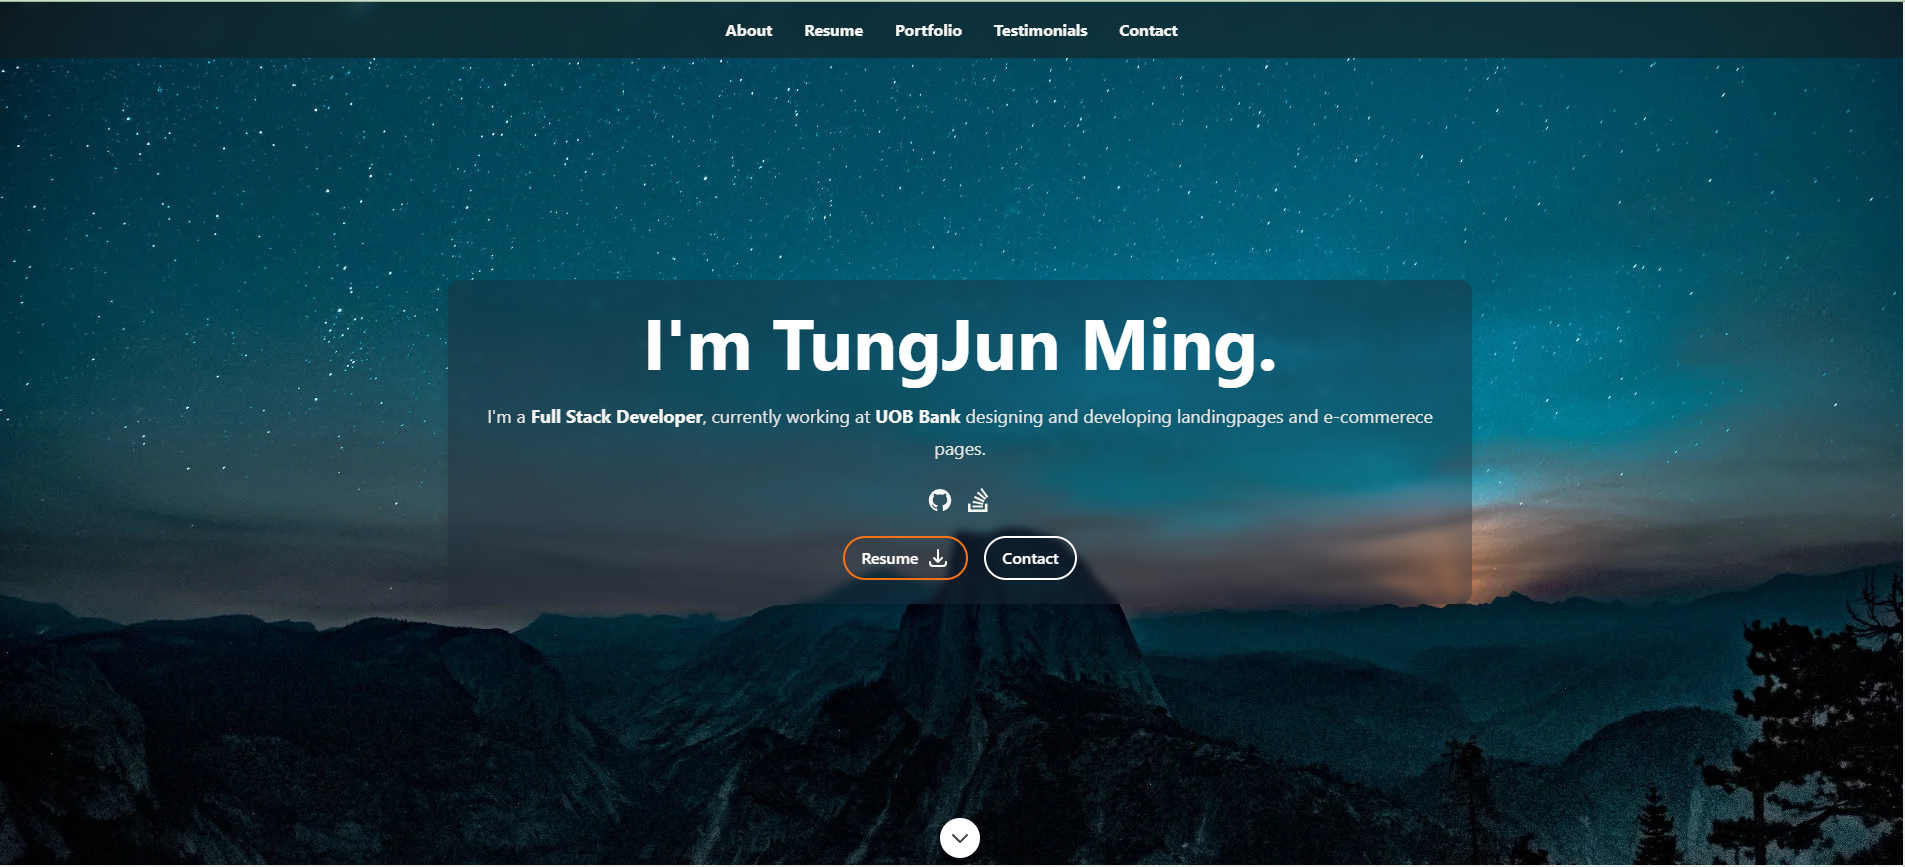 About Resume Portfolio Testimonials Contact
I'm TungJun Ming.
I'm a Full Stack Developer, currently working at UOB Bank designing and developing landingpages and e-commerece
pages.
Resume Contact